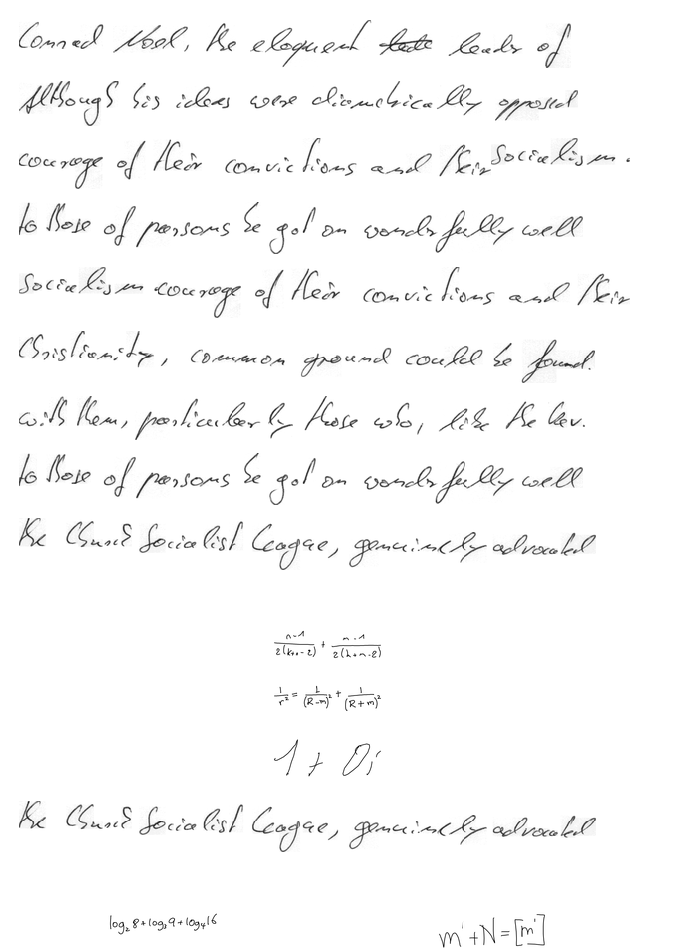 Conrad Noel, the eloquent leader of
Although his ideas were diametrically opposed
courage of their convictions and their Socialism.
to those of persons he got on wonderfully well
Socialism courage of their convictions and their
Christianity, common ground could be found.
with them, particularly those who, like the Rev.
to those of persons he got on wonderfully well
the Church Socialist League, genuinely advocated
\frac{n-1}{2(k+n-2)} + \frac{n-1}{2(k+n-2)}
\frac{1}{r^2} = \frac{1}{(R-m)^2} + \frac{1}{(R+m)^2}
1 + 0i
the Church Socialist League, genuinely advocated
log_2 8 + log_3 9 + log_4 16
m' + N = [m']